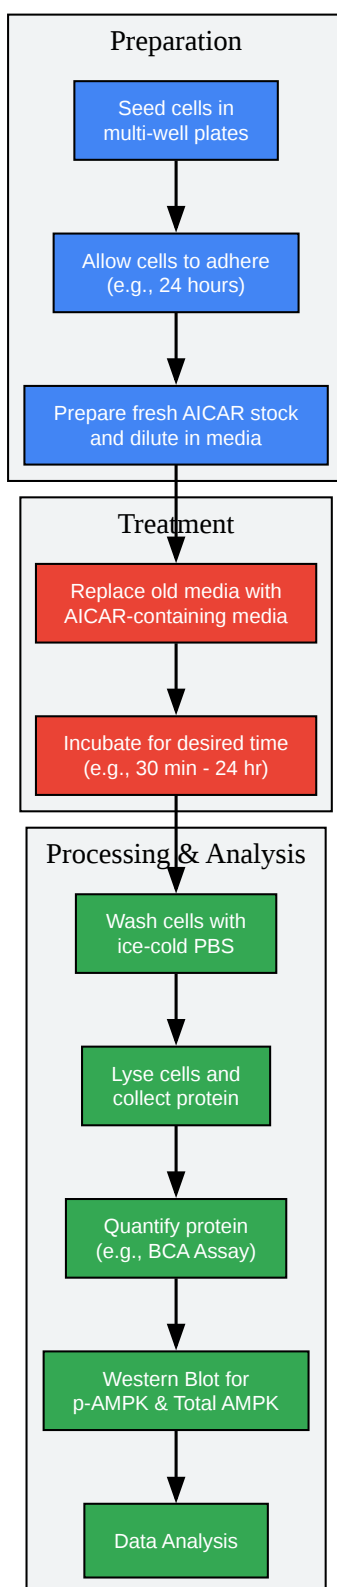 Preparation
Seed cells in
multi-well plates
Allow cells to adhere
(e.g., 24 hours)
Prepare fresh AICAR stock
and dilute in media
Treatment
Replace old media with
AICAR-containing media
Incubate for desired time
(e.g., 30 min - 24 hr)
Processing & Analysis
Wash cells with
ice-cold PBS
Lyse cells and
collect protein
Quantify protein
(e.g., BCA Assay)
Western Blot for
p-AMPK & Total AMPK
Data Analysis